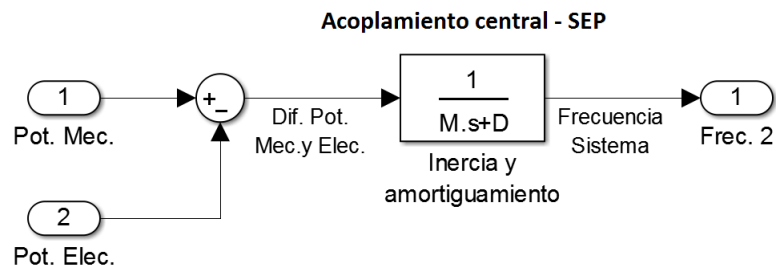 Acoplamiento central - SEP
1
Pot. Mec.
+
-
Dif. Pot.
Mec.y Elec.
1
M.s+D
Inercia y
amortiguamiento
Frecuencia
Sistema
1
Frec. 2
2
Pot. Elec.